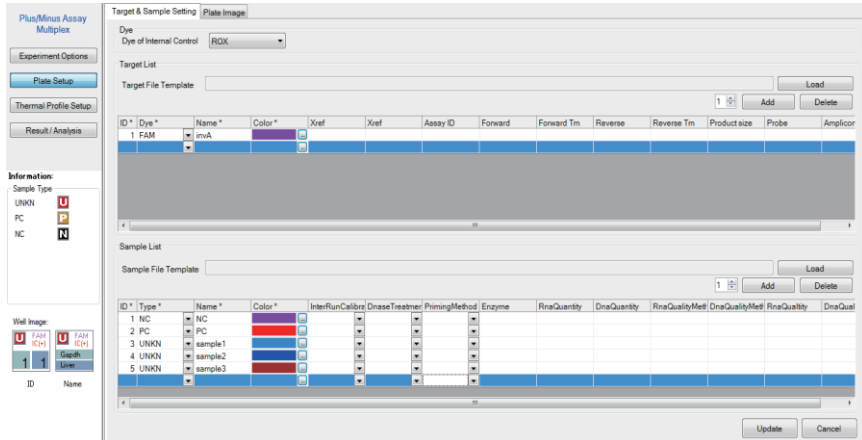 Plus/Minus Assay
Multiplex
Experiment Options
Plate Setup
Thermal Profile Setup
Result/Analysis
Information:
Sample Type
UNKN U
PC P
NC N
Well Image:
U FAM IC(+) 1 1
U FAM IC(+) Gapdh Liver
ID Name
Target & Sample Setting Plate Image
Dye
Dye of Internal Control ROX
Target List
Target File Template Load
1 Add Delete
ID* Dye* Name* Color* Xref Xref Assay ID Forward Forward Tm Reverse Reverse Tm Product size Probe Amplicor
1 FAM invA
Sample List
Sample File Template Load
1 Add Delete
ID* Type* Name* Color* InterRunCalibra DnaseTreatmer PrimingMethod Enzyme RnaQuantity DnaQuantity RnaQualityMeth DnaQualityMeth RnaQualtity DnaQual
1 NC NC
2 PC PC
3 UNKN sample1
4 UNKN sample2
5 UNKN sample3
Update Cancel